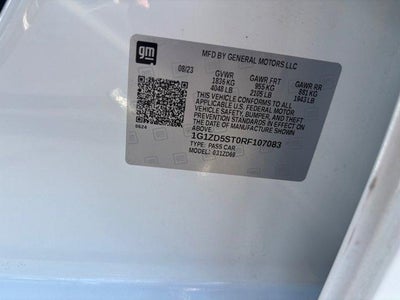 gm
MFD BY GENERAL MOTORS LLC
08/23 GVWR GAWR FRT GAWR RR
1836 KG 955 KG 881 KG
4048 LB 2105 LB 1943 LB
THIS VEHICLE CONFORMS TO ALL
APPLICABLE U.S. FEDERAL MOTOR
VEHICLE SAFETY, BUMPER, AND THEFT
PREVENTION STANDARDS IN EFFECT
ON THE DATE OF MANUFACTURE SHOWN
ABOVE
1G1ZD5ST0RF107083
TYPE: PASS CAR
MODEL: